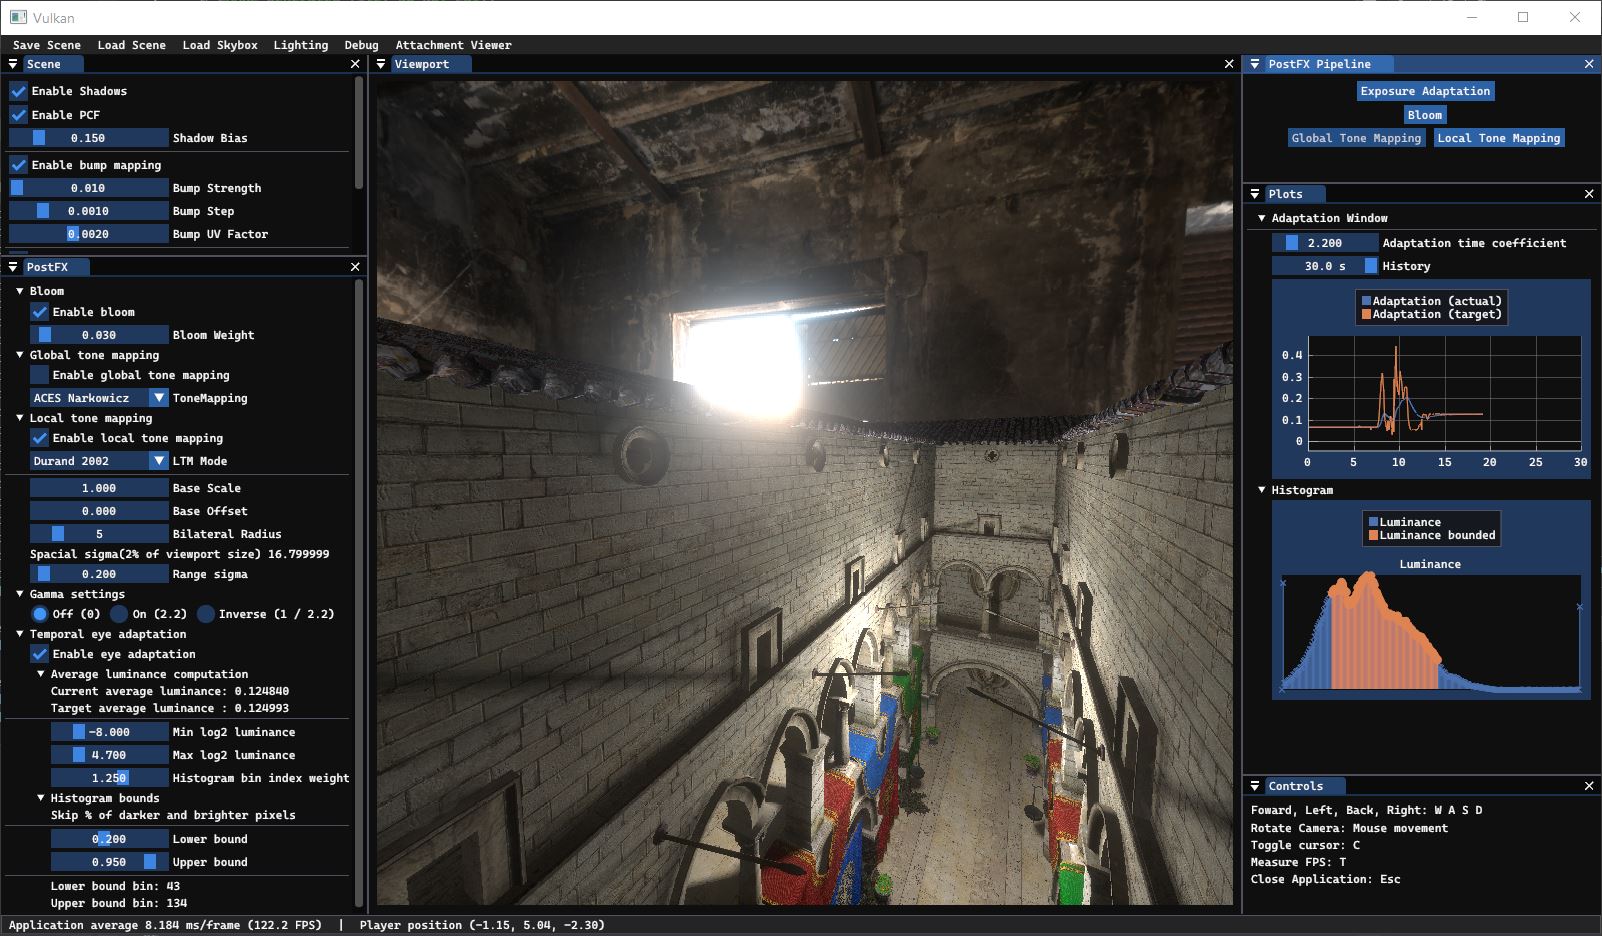 Vulkan
Save Scene Load Scene Load Skybox Lighting Debug Attachment Viewer
Scene
Enable Shadows
Enable PCF
0.150 Shadow Bias
Enable bump mapping
0.010 Bump Strength
0.0010 Bump Step
0.0020 Bump UV Factor
PostFX
Bloom
Enable bloom
0.030 Bloom Weight
Global tone mapping
Enable global tone mapping
ACES Narkowicz ToneMapping
Local tone mapping
Enable local tone mapping
Durand 2002 LTM Mode
1.000 Base Scale
0.000 Base Offset
5 Bilateral Radius
Spacial sigma(2% of viewport size) 16.799999
0.200 Range sigma
Gamma settings
Off (0) On (2.2) Inverse (1 / 2.2)
Temporal eye adaptation
Enable eye adaptation
Average luminance computation
Current average luminance: 0.124840
Target average luminance : 0.124993
-8.000 Min log2 luminance
4.700 Max log2 luminance
1.250 Histogram bin index weight
Histogram bounds
Skip % of darker and brighter pixels
0.200 Lower bound
0.950 Upper bound
Lower bound bin: 43
Upper bound bin: 134
Viewport
PostFX Pipeline
Exposure Adaptation
Bloom
Global Tone Mapping Local Tone Mapping
Plots
Adaptation Window
2.200 Adaptation time coefficient
30.0 s History
Adaptation (actual)
Adaptation (target)
0.4
0.3
0.2
0.1
0
0 5 10 15 20 25 30
Histogram
Luminance
Luminance bounded
Luminance
Controls
Foward, Left, Back, Right: W A S D
Rotate Camera: Mouse movement
Toggle cursor: C
Measure FPS: T
Close Application: Esc
Application average 8.184 ms/frame (122.2 FPS) | Player position (-1.15, 5.04, -2.30)